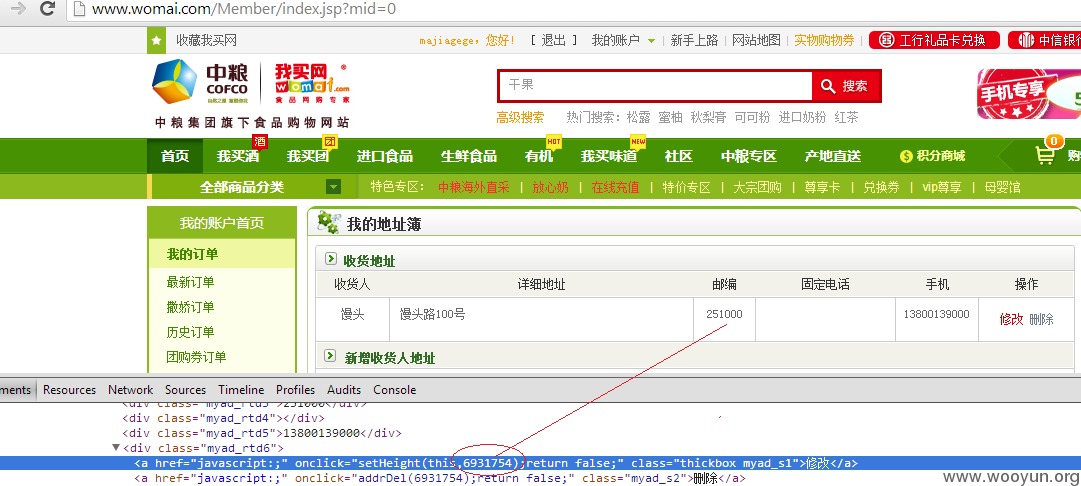 www.womai.com/Member/index.jsp?mid=0
收藏我买网 majiagege，您好！ [ 退出 ] 我的账户 新手上路 网站地图 实物购物券 工行礼品卡兑换 中信银行
中粮 COFCO 自然之源 重塑你我 我买网 womai.com 食品网购专家
中粮集团旗下食品购物网站
干果 搜索
高级搜索 热门搜索： 松露 蜜柚 秋梨膏 可可粉 进口奶粉 红茶
手机专享
酒 团 HOT NEW 0
首页 我买酒 我买团 进口食品 生鲜食品 有机 我买味道 社区 中粮专区 产地直送 积分商城 购
全部商品分类 特色专区： 中粮海外直采 | 放心奶 | 在线充值 | 特价专区 | 大宗团购 | 尊享卡 | 兑换券 | vip尊享 | 母婴馆
我的账户首页
我的订单
最新订单
撒娇订单
历史订单
团购券订单
我的地址簿
收货地址
收货人 详细地址 邮编 固定电话 手机 操作
馒头 馒头路100号 251000 13800139000 修改 删除
新增收货人地址
ments Resources Network Sources Timeline Profiles Audits Console
<div class="myad_rtd3">251000</div>
<div class="myad_rtd4"></div>
<div class="myad_rtd5">13800139000</div>
▼<div class="myad_rtd6">
<a href="javascript:;" onclick="setHeight(this,6931754);return false;" class="thickbox myad_s1">修改</a>
<a href="javascript:;" onclick="addrDel(6931754);return false;" class="myad_s2">删除</a>
www.wooyun.org